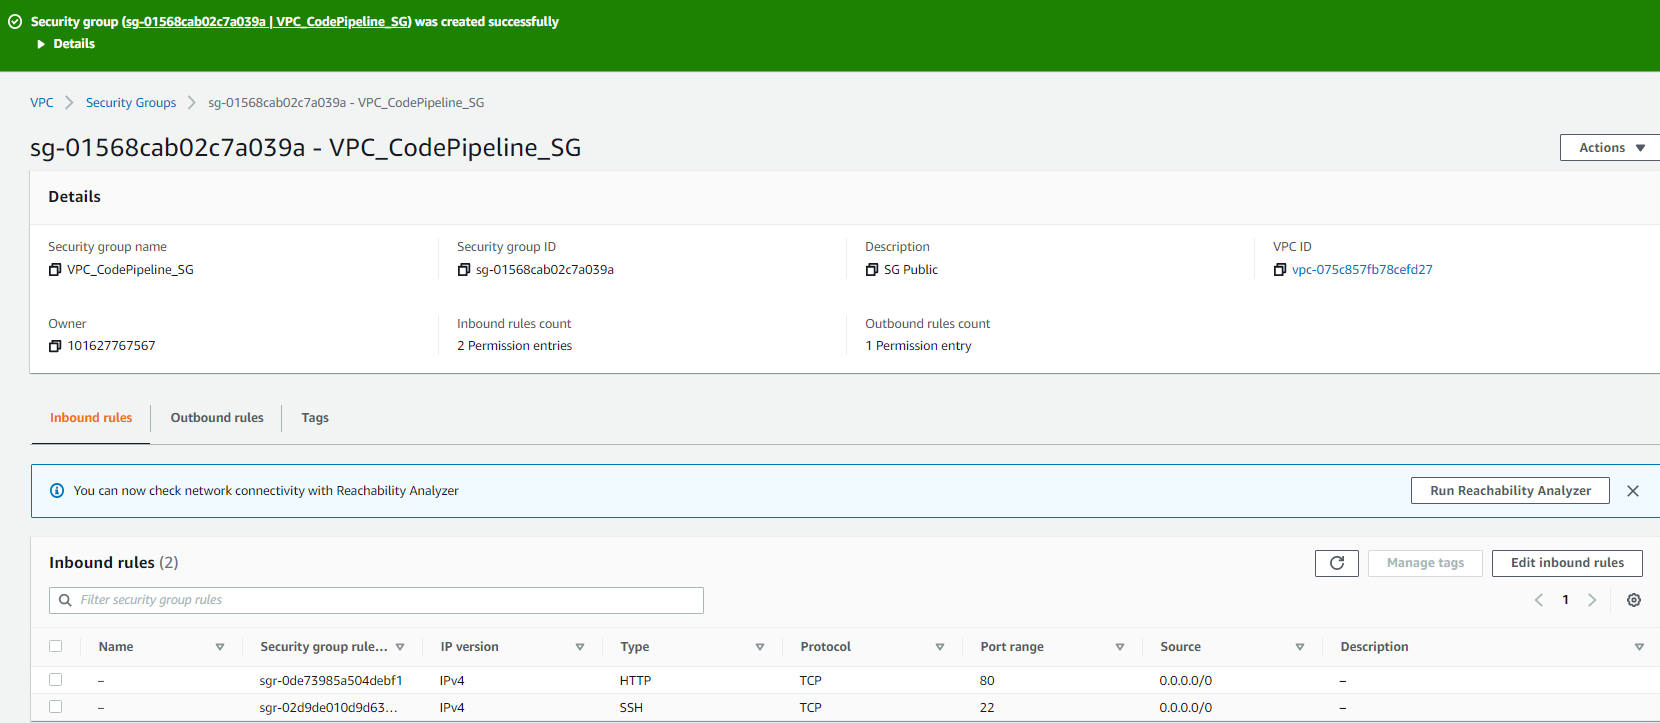 Security group (sg-01568cab02c7a039a | VPC_CodePipeline_SG) was created successfully
Details
VPC Security Groups sg-01568cab02c7a039a - VPC_CodePipeline_SG
sg-01568cab02c7a039a - VPC_CodePipeline_SG
Actions
Details
Security group name Security group ID Description VPC ID
VPC_CodePipeline_SG sg-01568cab02c7a039a SG Public vpc-075c857fb78cefd27
Owner Inbound rules count Outbound rules count
101627767567 2 Permission entries 1 Permission entry
Inbound rules Outbound rules Tags
You can now check network connectivity with Reachability Analyzer Run Reachability Analyzer
Inbound rules (2) Manage tags Edit inbound rules
Filter security group rules 1
Name Security group rule... IP version Type Protocol Port range Source Description
– sgr-0de73985a504debf1 IPv4 HTTP TCP 80 0.0.0.0/0 –
– sgr-02d9de010d9d63... IPv4 SSH TCP 22 0.0.0.0/0 –